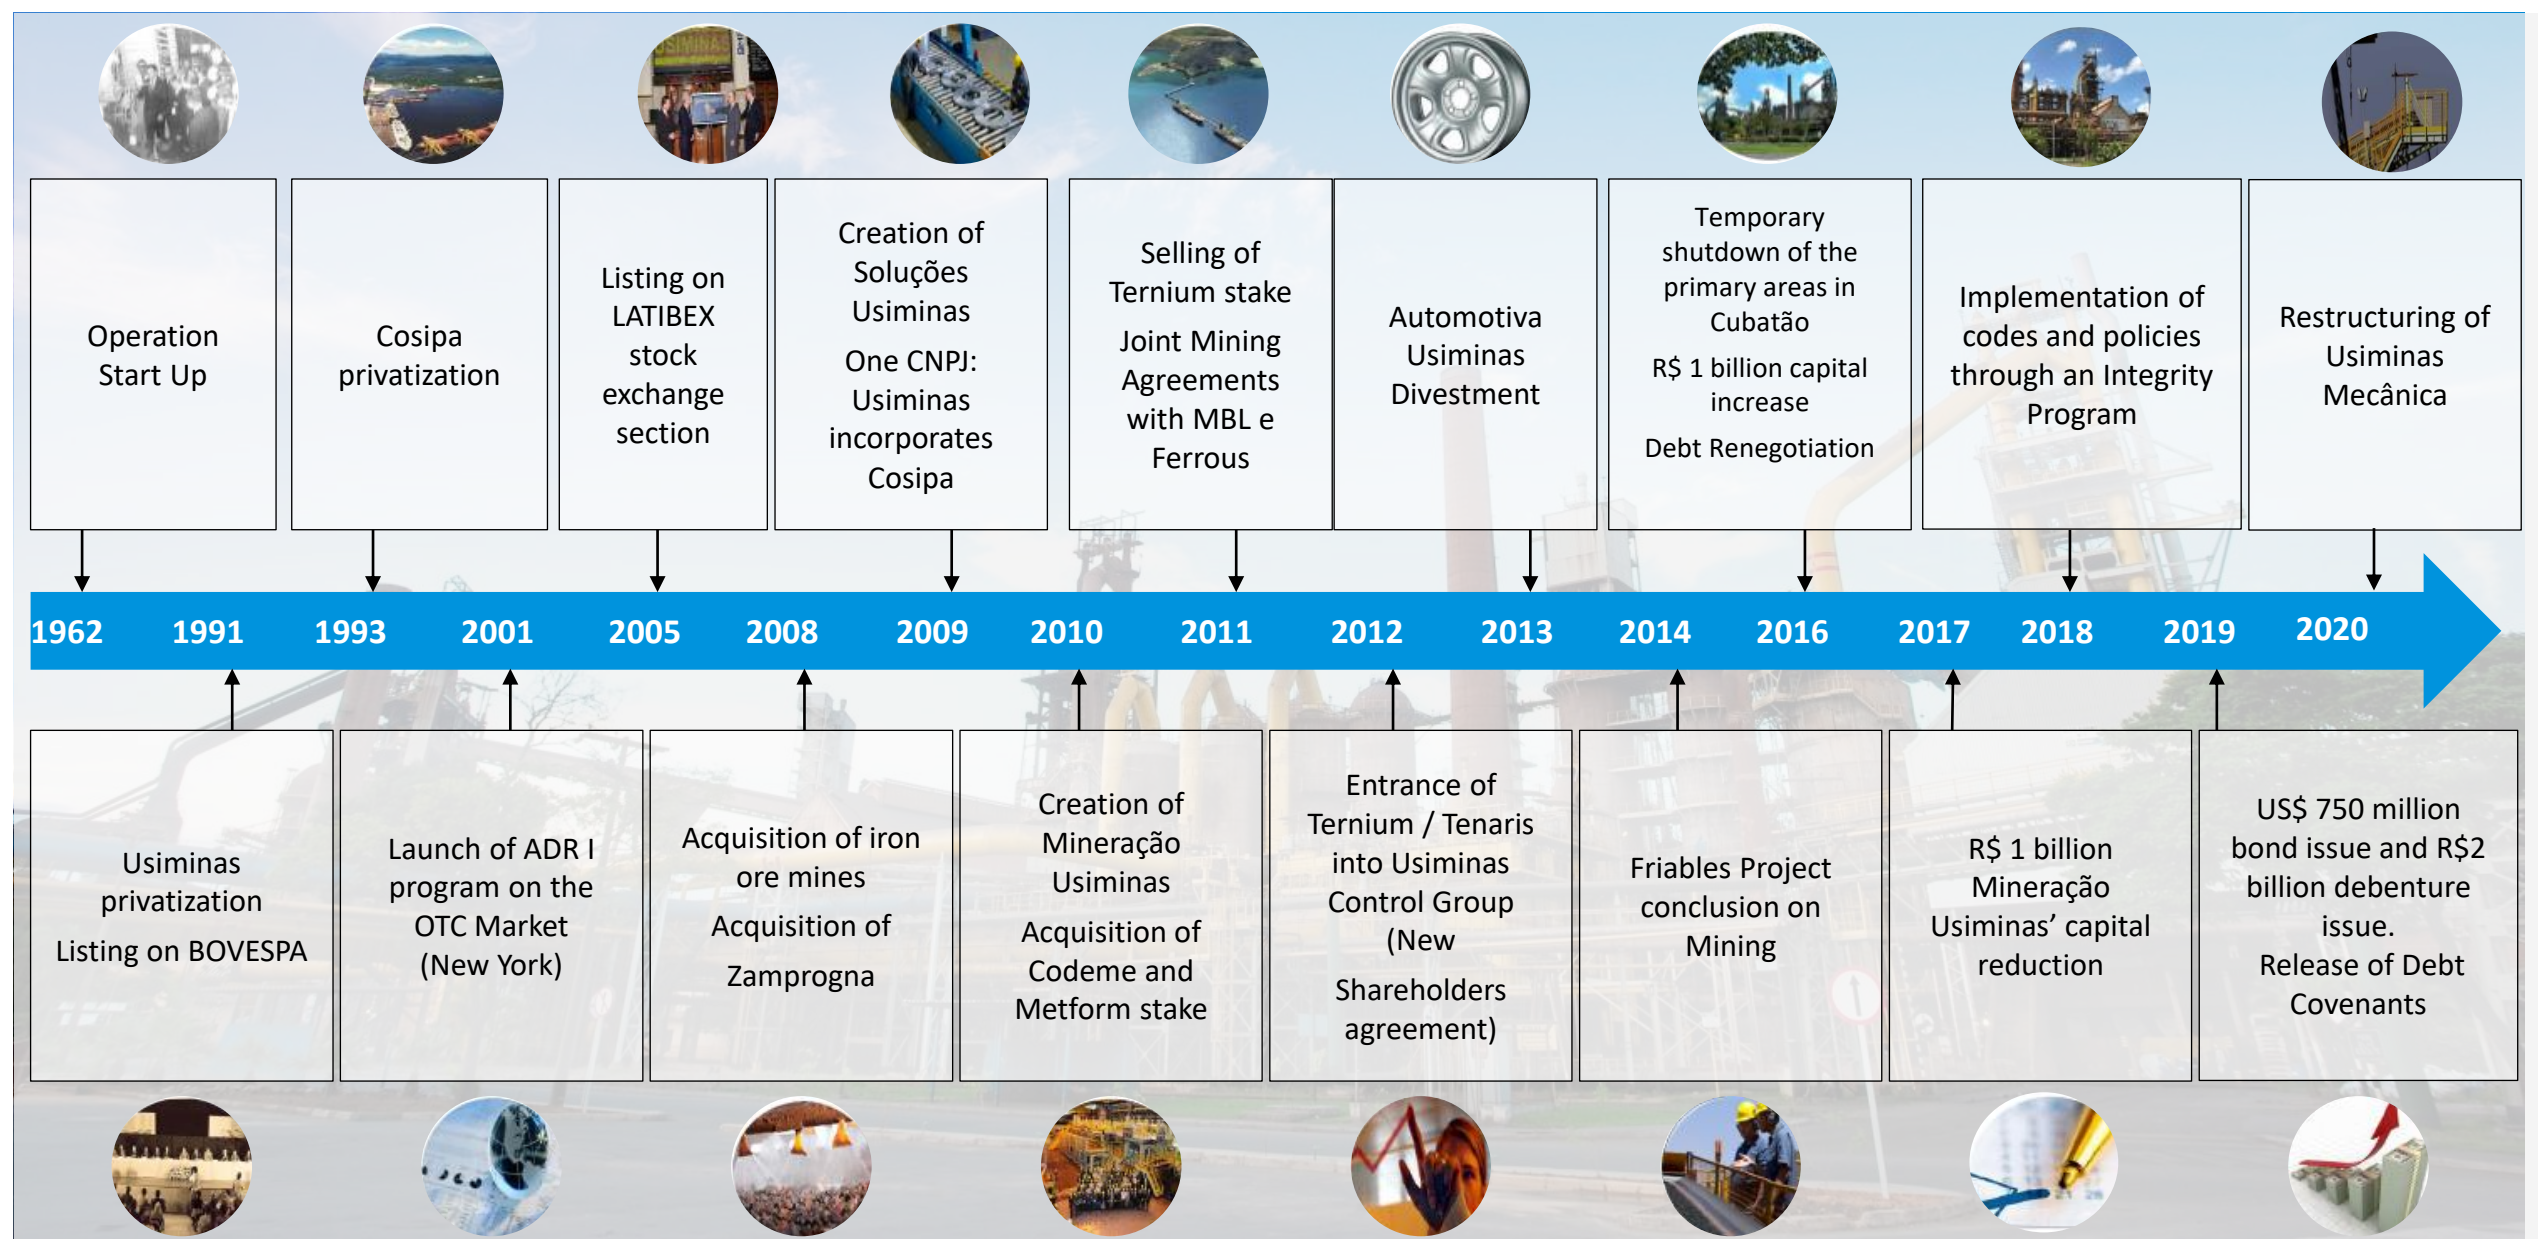 USIMINAS
Operation
Start Up
Cosipa
privatization
Listing on
LATIBEX
stock
exchange
section
Creation of
Soluções
Usiminas
One CNPJ:
Usiminas
incorporates
Cosipa
Selling of
Ternium stake
Joint Mining
Agreements
with MBL e
Ferrous
Automotiva
Usiminas
Divestment
Temporary
shutdown of the
primary areas in
Cubatão
R$ 1 billion capital
increase
Debt Renegotiation
Implementation of
codes and policies
through an Integrity
Program
Restructuring of
Usiminas
Mecânica
1962 1991 1993 2001 2005 2008 2009 2010 2011 2012 2013 2014 2016 2017 2018 2019 2020
Usiminas
privatization
Listing on BOVESPA
Launch of ADR I
program on the
OTC Market
(New York)
Acquisition of iron
ore mines
Acquisition of
Zamprogna
Creation of
Mineração
Usiminas
Acquisition of
Codeme and
Metform stake
Entrance of
Ternium / Tenaris
into Usiminas
Control Group
(New
Shareholders
agreement)
Friables Project
conclusion on
Mining
R$ 1 billion
Mineração
Usiminas’ capital
reduction
US$ 750 million
bond issue and R$2
billion debenture
issue.
Release of Debt
Covenants